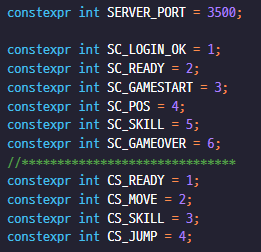 constexpr int SERVER_PORT = 3500;

constexpr int SC_LOGIN_OK = 1;
constexpr int SC_READY = 2;
constexpr int SC_GAMESTART = 3;
constexpr int SC_POS = 4;
constexpr int SC_SKILL = 5;
constexpr int SC_GAMEOVER = 6;
//******************************
constexpr int CS_READY = 1;
constexpr int CS_MOVE = 2;
constexpr int CS_SKILL = 3;
constexpr int CS_JUMP = 4;